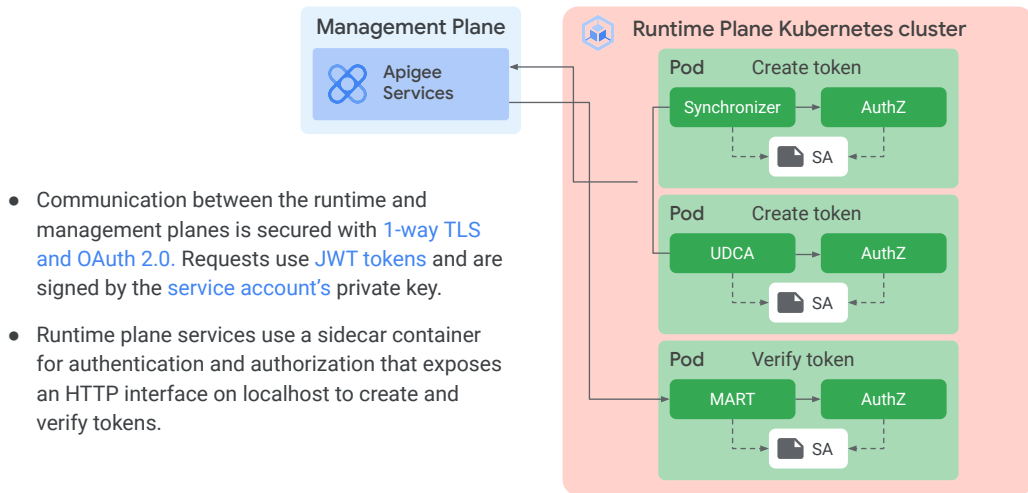 Management Plane
Apigee
Services
Runtime Plane Kubernetes cluster
Pod Create token
Synchronizer AuthZ
SA
Pod Create token
UDCA AuthZ
SA
Pod Verify token
MART AuthZ
SA
● Communication between the runtime and
management planes is secured with 1-way TLS
and OAuth 2.0. Requests use JWT tokens and are
signed by the service account's private key.
● Runtime plane services use a sidecar container
for authentication and authorization that exposes
an HTTP interface on localhost to create and
verify tokens.